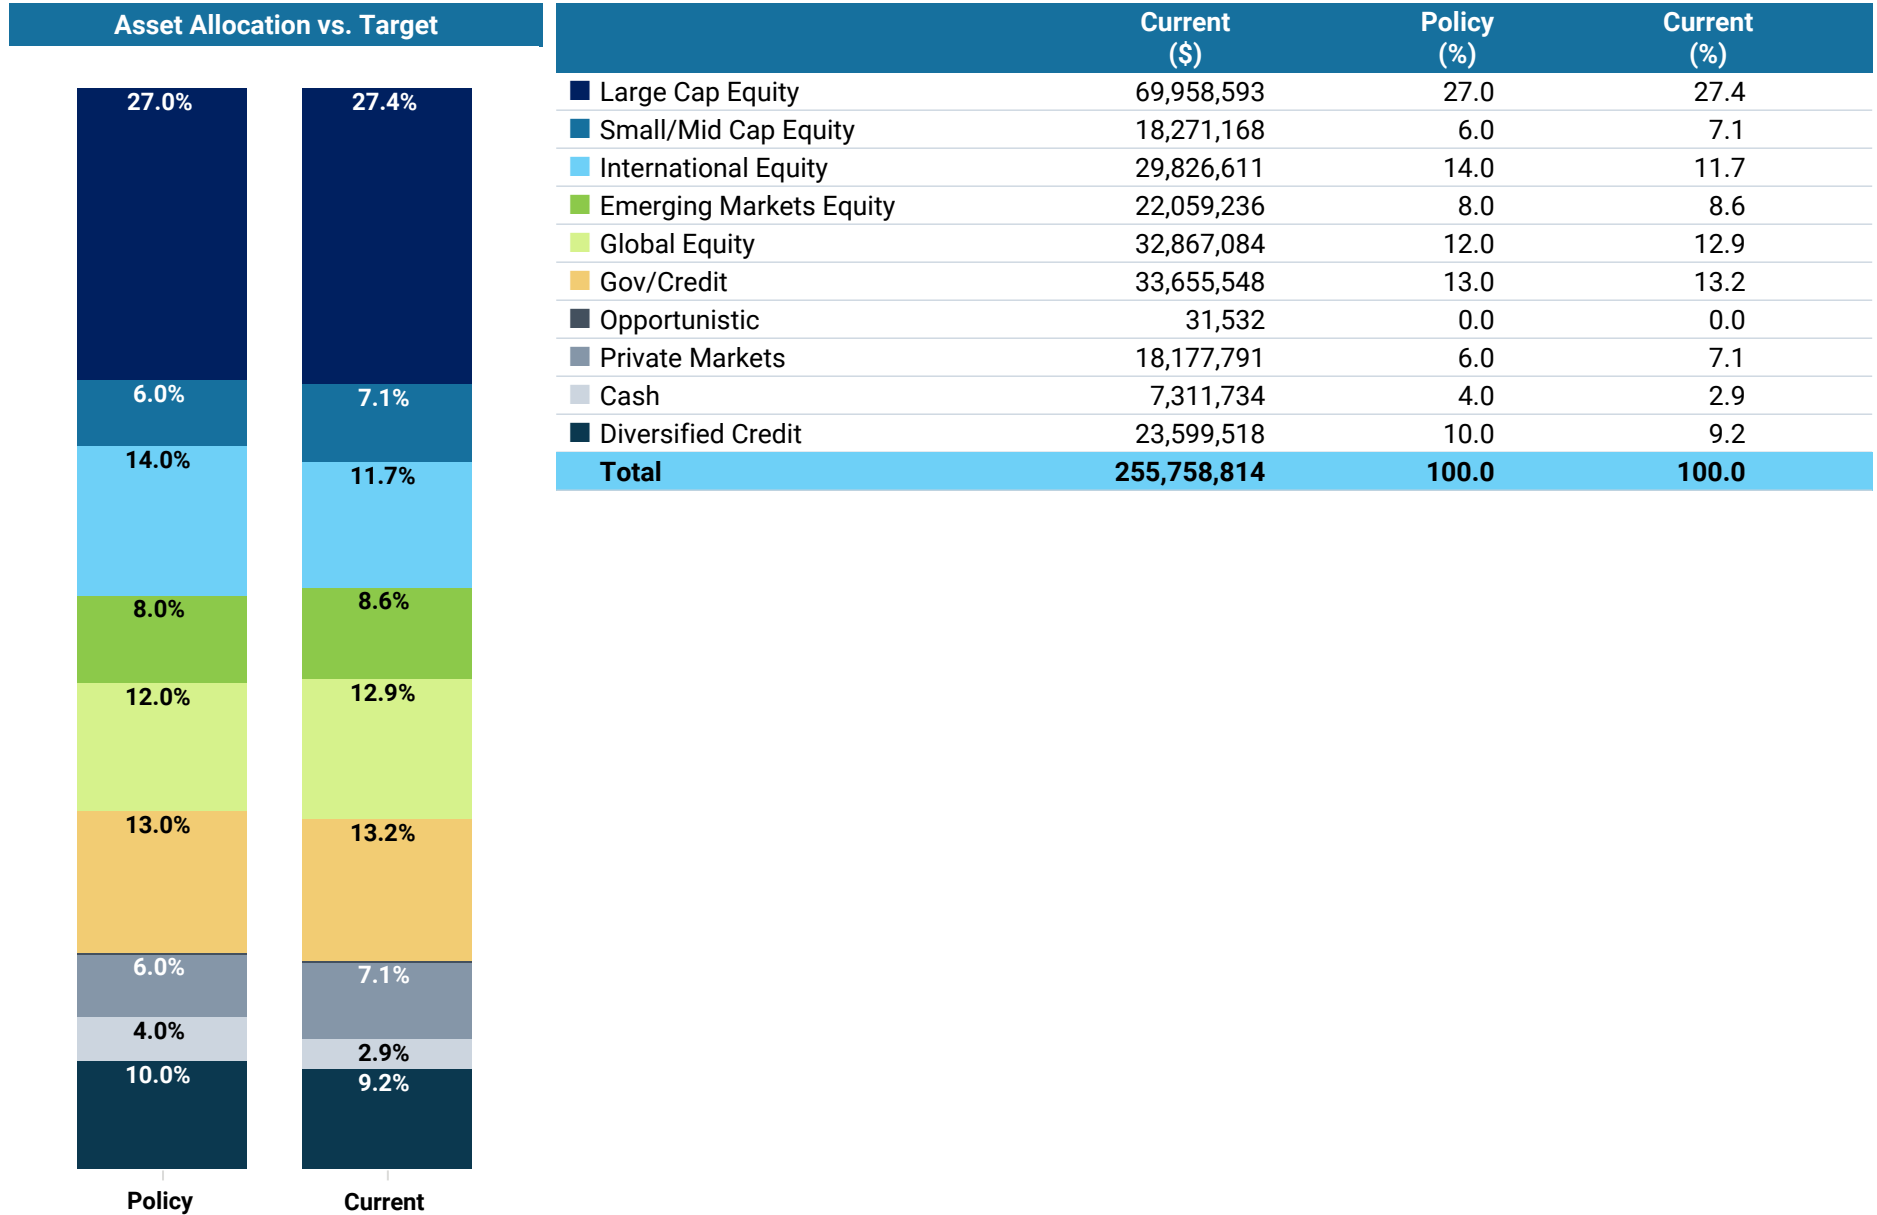 Asset Allocation vs. Target
27.0%
6.0%
14.0%
8.0%
12.0%
13.0%
6.0%
4.0%
10.0%
Policy
27.4%
7.1%
11.7%
8.6%
12.9%
13.2%
7.1%
2.9%
9.2%
Current
Current ($) Policy (%) Current (%)
Large Cap Equity 69,958,593 27.0 27.4
Small/Mid Cap Equity 18,271,168 6.0 7.1
International Equity 29,826,611 14.0 11.7
Emerging Markets Equity 22,059,236 8.0 8.6
Global Equity 32,867,084 12.0 12.9
Gov/Credit 33,655,548 13.0 13.2
Opportunistic 31,532 0.0 0.0
Private Markets 18,177,791 6.0 7.1
Cash 7,311,734 4.0 2.9
Diversified Credit 23,599,518 10.0 9.2
Total 255,758,814 100.0 100.0